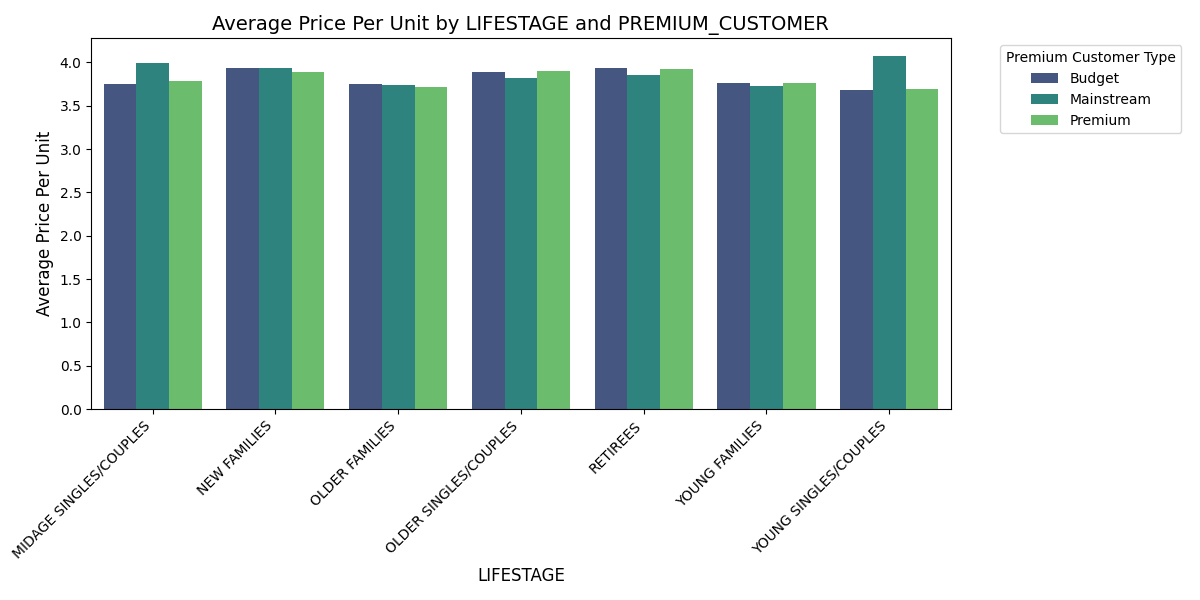 Average Price Per Unit by LIFESTAGE and PREMIUM_CUSTOMER
Premium Customer Type
Budget
Mainstream
Premium
Average Price Per Unit
4.0
3.5
3.0
2.5
2.0
1.5
1.0
0.5
0.0
MIDAGE SINGLES/COUPLES
NEW FAMILIES
OLDER FAMILIES
OLDER SINGLES/COUPLES
RETIREES
YOUNG FAMILIES
YOUNG SINGLES/COUPLES
LIFESTAGE